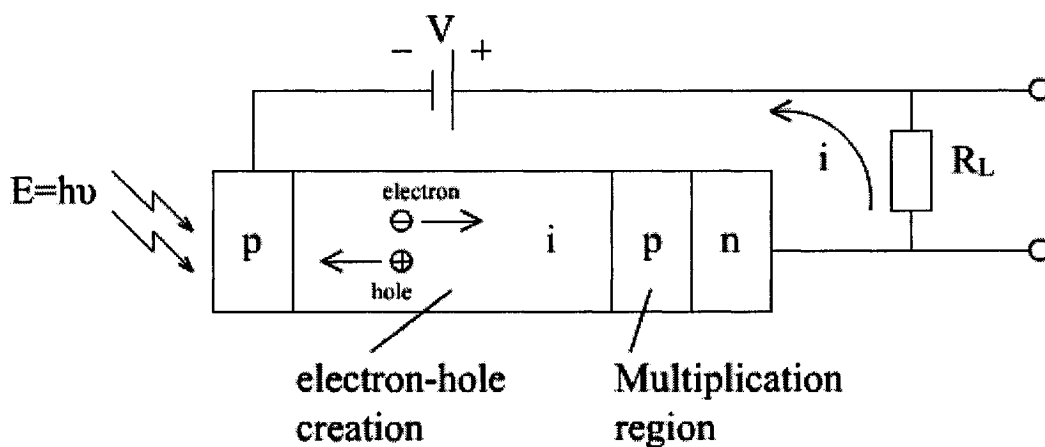 − V +
i
R_L
E=hυ
electron
p
i
p
n
hole
electron-hole
creation
Multiplication
region